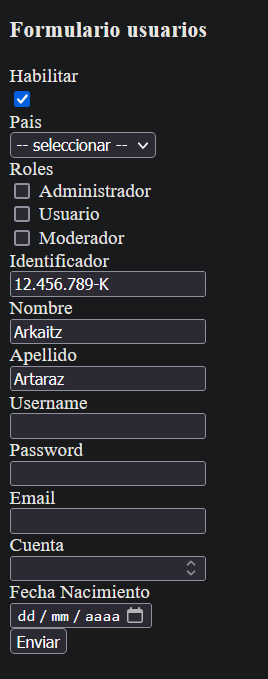 Formulario usuarios
Habilitar
Pais
-- seleccionar --
Roles
Administrador
Usuario
Moderador
Identificador
12.456.789-K
Nombre
Arkaitz
Apellido
Artaraz
Username
Password
Email
Cuenta
Fecha Nacimiento
dd / mm / aaaa
Enviar